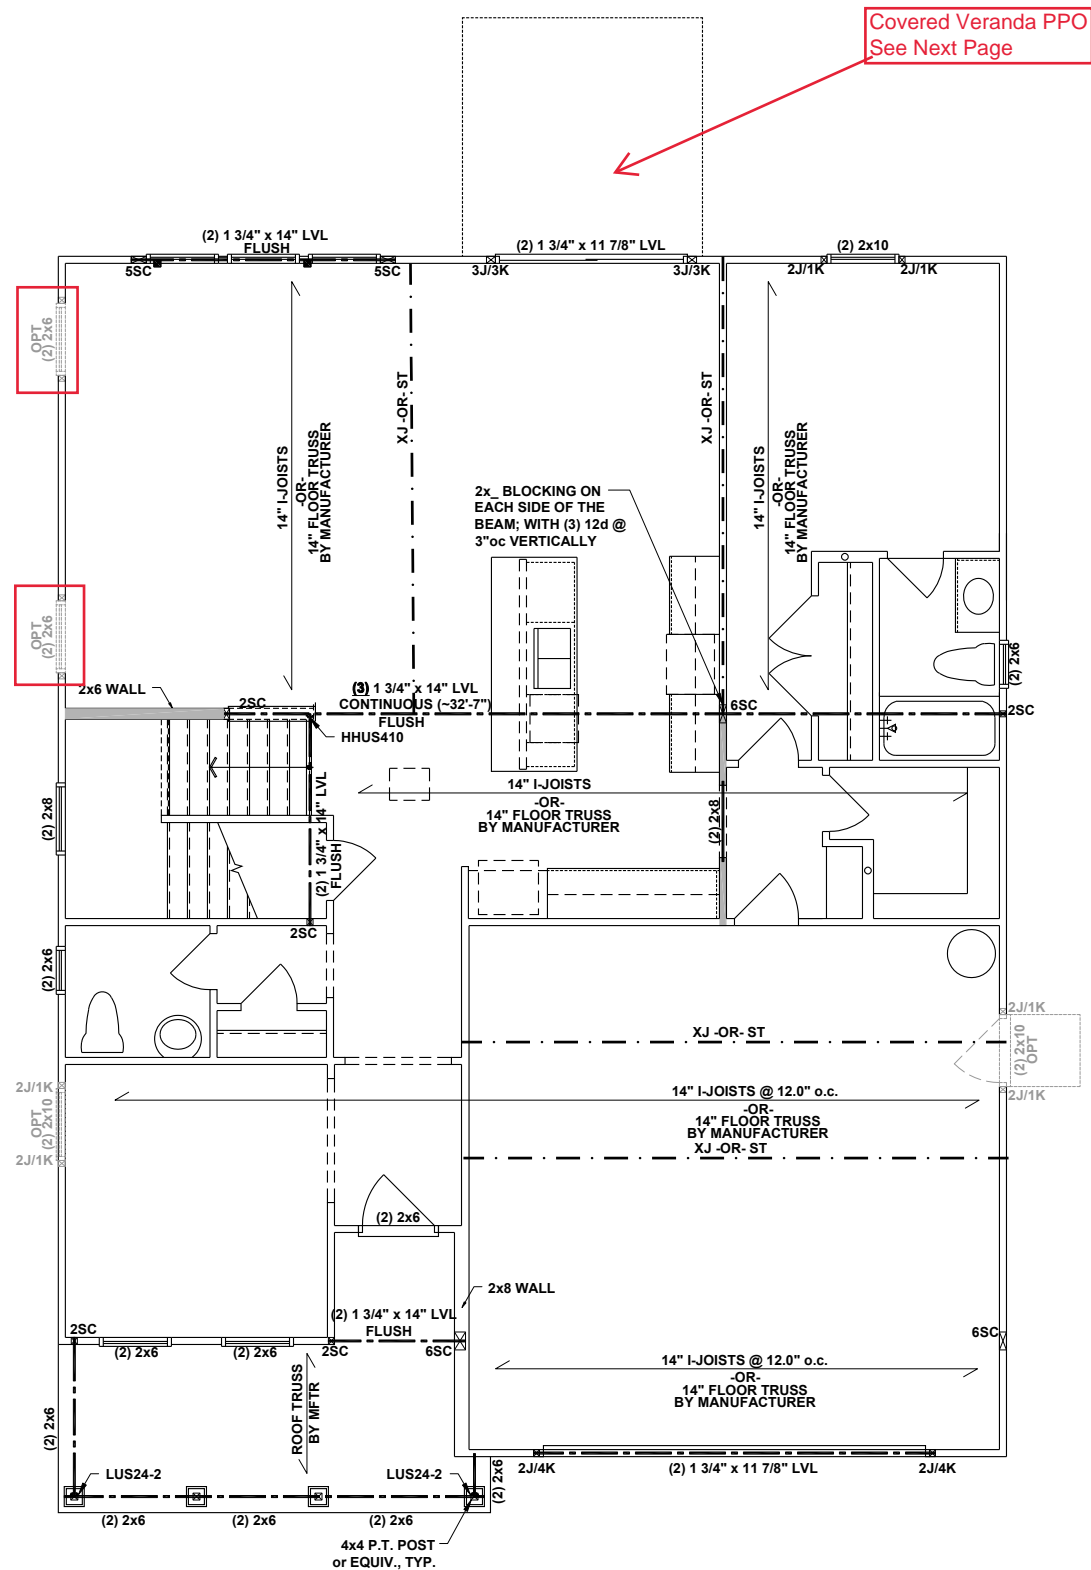 Covered Veranda PPO
See Next Page
(2) 1 3/4" x 14" LVL
FLUSH
(2) 1 3/4" x 11 7/8" LVL
(2) 2x10
5SC
5SC
3J/3K
3J/3K
2J/1K
2J/1K
OPT
(2) 2x6
14" I-JOISTS
-OR-
14" FLOOR TRUSS
BY MANUFACTURER
XJ -OR- ST
XJ -OR- ST
14" I-JOISTS
-OR-
14" FLOOR TRUSS
BY MANUFACTURER
2x_ BLOCKING ON
EACH SIDE OF THE
BEAM; WITH (3) 12d @
3"oc VERTICALLY
OPT
(2) 2x6
(2) 2x6
2x6 WALL
2SC
(3) 1 3/4" x 14" LVL
CONTINUOUS (~32'-7")
FLUSH
HHUS410
6SC
2SC
14" I-JOISTS
-OR-
14" FLOOR TRUSS
BY MANUFACTURER
(2) 2x8
(2) 1 3/4" x 14" LVL
FLUSH
(2) 2x8
2SC
(2) 2x6
XJ -OR- ST
2J/1K
(2) 2x10
OPT
2J/1K
2J/1K
OPT
(2) 2x10
2J/1K
14" I-JOISTS @ 12.0" o.c.
-OR-
14" FLOOR TRUSS
BY MANUFACTURER
XJ -OR- ST
(2) 2x6
2x8 WALL
(2) 1 3/4" x 14" LVL
FLUSH
2SC
2SC
6SC
6SC
(2) 2x6
(2) 2x6
14" I-JOISTS @ 12.0" o.c.
-OR-
14" FLOOR TRUSS
BY MANUFACTURER
ROOF TRUSS
BY MFTR
(2) 2x6
LUS24-2
LUS24-2
(2) 2x6
2J/4K
(2) 1 3/4" x 11 7/8" LVL
2J/4K
(2) 2x6
(2) 2x6
(2) 2x6
4x4 P.T. POST
or EQUIV., TYP.